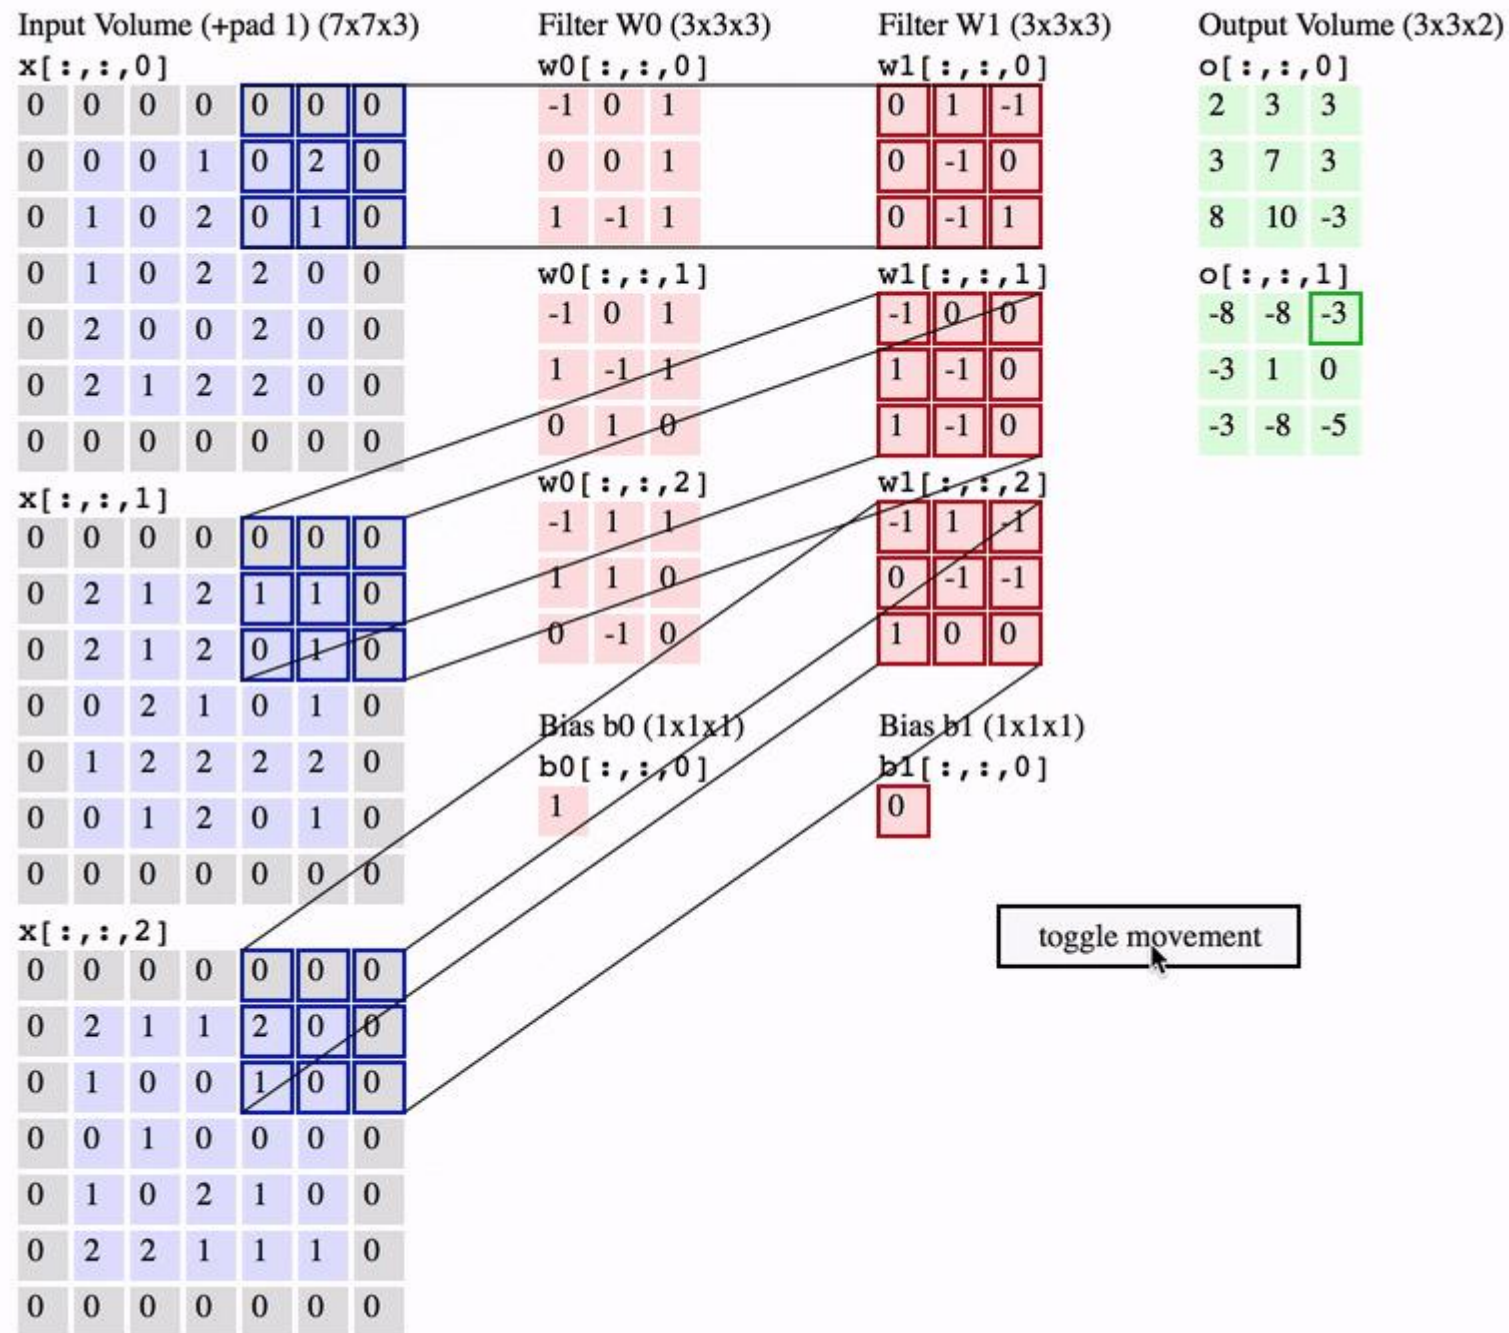 Input Volume (+pad 1) (7x7x3)
x[:,:,0]
0 0 0 0 0 0 0
0 0 0 1 0 2 0
0 1 0 2 0 1 0
0 1 0 2 2 0 0
0 2 0 0 2 0 0
0 2 1 2 2 0 0
0 0 0 0 0 0 0
x[:,:,1]
0 0 0 0 0 0 0
0 2 1 2 1 1 0
0 2 1 2 0 1 0
0 0 2 1 0 1 0
0 1 2 2 2 2 0
0 0 1 2 0 1 0
0 0 0 0 0 0 0
x[:,:,2]
0 0 0 0 0 0 0
0 2 1 1 2 0 0
0 1 0 0 1 0 0
0 0 1 0 0 0 0
0 1 0 2 1 0 0
0 2 2 1 1 1 0
0 0 0 0 0 0 0
Filter W0 (3x3x3)
w0[:,:,0]
-1 0 1
0 0 1
1 -1 1
w0[:,:,1]
-1 0 1
1 -1 1
0 1 0
w0[:,:,2]
-1 1 1
1 1 0
0 -1 0
Bias b0 (1x1x1)
b0[:,:,0]
1
Filter W1 (3x3x3)
w1[:,:,0]
0 1 -1
0 -1 0
0 -1 1
w1[:,:,1]
-1 0 0
1 -1 0
1 -1 0
w1[:,:,2]
-1 1 -1
0 -1 -1
1 0 0
Bias b1 (1x1x1)
b1[:,:,0]
0
Output Volume (3x3x2)
o[:,:,0]
2 3 3
3 7 3
8 10 -3
o[:,:,1]
-8 -8 -3
-3 1 0
-3 -8 -5
toggle movement